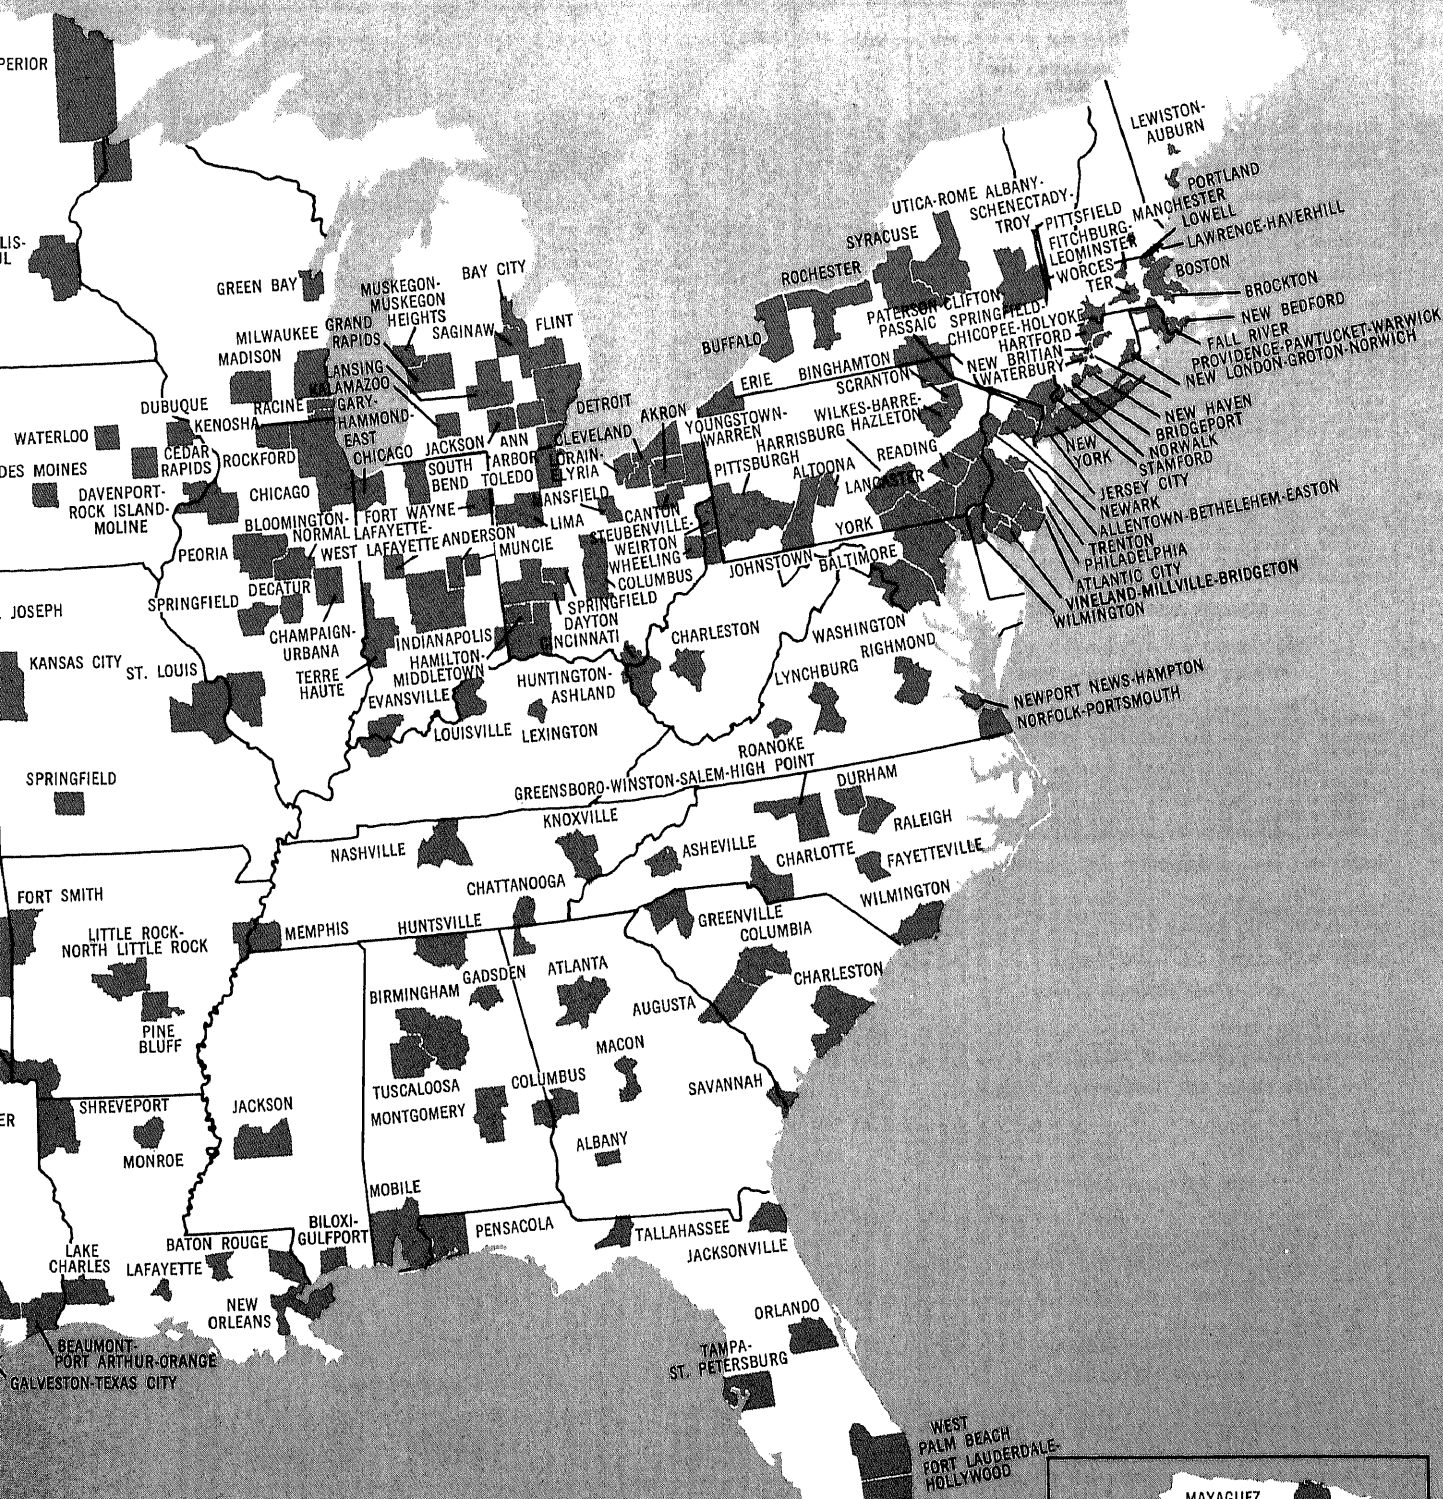 PERIOR
LIS-
UL
GREEN BAY
MUSKEGON-
MUSKEGON
HEIGHTS
BAY CITY
SAGINAW
FLINT
MILWAUKEE
GRAND
RAPIDS
MADISON
LANSING
KALAMAZOO
DUBUQUE
RACINE
KENOSHA
GARY-
HAMMOND-
EAST
CHICAGO
DETROIT
WATERLOO
CEDAR
RAPIDS
ROCKFORD
JACKSON
ANN
ARBOR
DES MOINES
DAVENPORT-
ROCK ISLAND-
MOLINE
CHICAGO
SOUTH
BEND
TOLEDO
CLEVELAND
LORAIN-
ELYRIA
AKRON
YOUNGSTOWN-
WARREN
PITTSBURGH
MANSFIELD
CANTON
BLOOMINGTON-
NORMAL
FORT WAYNE
LIMA
LAFAYETTE-
WEST LAFAYETTE
ANDERSON
MUNCIE
STEUBENVILLE-
WEIRTON
WHEELING
COLUMBUS
PEORIA
DECATUR
SPRINGFIELD
SPRINGFIELD
DAYTON
CINCINNATI
CHAMPAIGN-
URBANA
INDIANAPOLIS
HAMILTON-
MIDDLETOWN
TERRE
HAUTE
. JOSEPH
KANSAS CITY
ST. LOUIS
EVANSVILLE
LOUISVILLE
HUNTINGTON-
ASHLAND
LEXINGTON
CHARLESTON
LEWISTON-
AUBURN
PORTLAND
UTICA-ROME
ALBANY-
SCHENECTADY-
TROY
PITTSFIELD
MANCHESTER
LOWELL
FITCHBURG-
LEOMINSTER
LAWRENCE-HAVERHILL
SYRACUSE
WORCES
TER
BOSTON
ROCHESTER
BROCKTON
PATERSON-CLIFTON-
PASSAIC
SPRINGFIELD
CHICOPEE-HOLYOKE
HARTFORD
NEW BEDFORD
FALL RIVER
PROVIDENCE-PAWTUCKET-WARWICK
NEW LONDON-GROTON-NORWICH
BUFFALO
NEW
BRITIAN
WATERBURY
ERIE
BINGHAMTON
SCRANTON
WILKES-BARRE-
HAZLETON
NEW HAVEN
BRIDGEPORT
NORWALK
STAMFORD
NEW
YORK
HARRISBURG
READING
ALTOONA
LANCASTER
JERSEY CITY
NEWARK
ALLENTOWN-BETHELEHEM-EASTON
TRENTON
PHILADELPHIA
ATLANTIC CITY
VINELAND-MILLVILLE-BRIDGETON
WILMINGTON
YORK
JOHNSTOWN
BALTIMORE
WASHINGTON
RICHMOND
LYNCHBURG
NEWPORT NEWS-HAMPTON
NORFOLK-PORTSMOUTH
ROANOKE
SPRINGFIELD
GREENSBORO-WINSTON-SALEM-HIGH POINT
DURHAM
RALEIGH
NASHVILLE
KNOXVILLE
ASHEVILLE
CHARLOTTE
FAYETTEVILLE
WILMINGTON
CHATTANOOGA
FORT SMITH
LITTLE ROCK-
NORTH LITTLE ROCK
MEMPHIS
HUNTSVILLE
GREENVILLE
COLUMBIA
GADSDEN
ATLANTA
CHARLESTON
BIRMINGHAM
AUGUSTA
PINE
BLUFF
MACON
TUSCALOOSA
COLUMBUS
SAVANNAH
MONTGOMERY
ER
SHREVEPORT
JACKSON
MONROE
ALBANY
MOBILE
BILOXI-
GULFPORT
PENSACOLA
TALLAHASSEE
JACKSONVILLE
LAKE
CHARLES
BATON ROUGE
LAFAYETTE
NEW
ORLEANS
BEAUMONT-
PORT ARTHUR-ORANGE
GALVESTON-TEXAS CITY
ORLANDO
TAMPA-
ST. PETERSBURG
WEST
PALM BEACH
FORT LAUDERDALE-
HOLLYWOOD
MAYAGUEZ